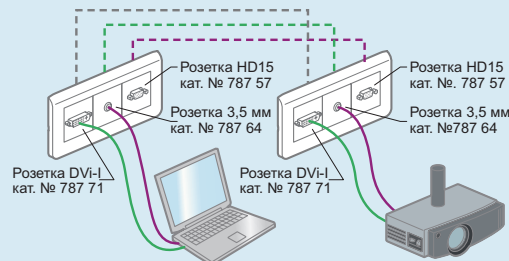 Розетка HD15
кат. № 787 57
Розетка 3,5 мм
кат. № 787 64
Розетка DVi-I
кат. № 787 71
Розетка HD15
кат. №. 787 57
Розетка 3,5 мм
кат. №787 64
Розетка DVi-I
кат. № 787 71